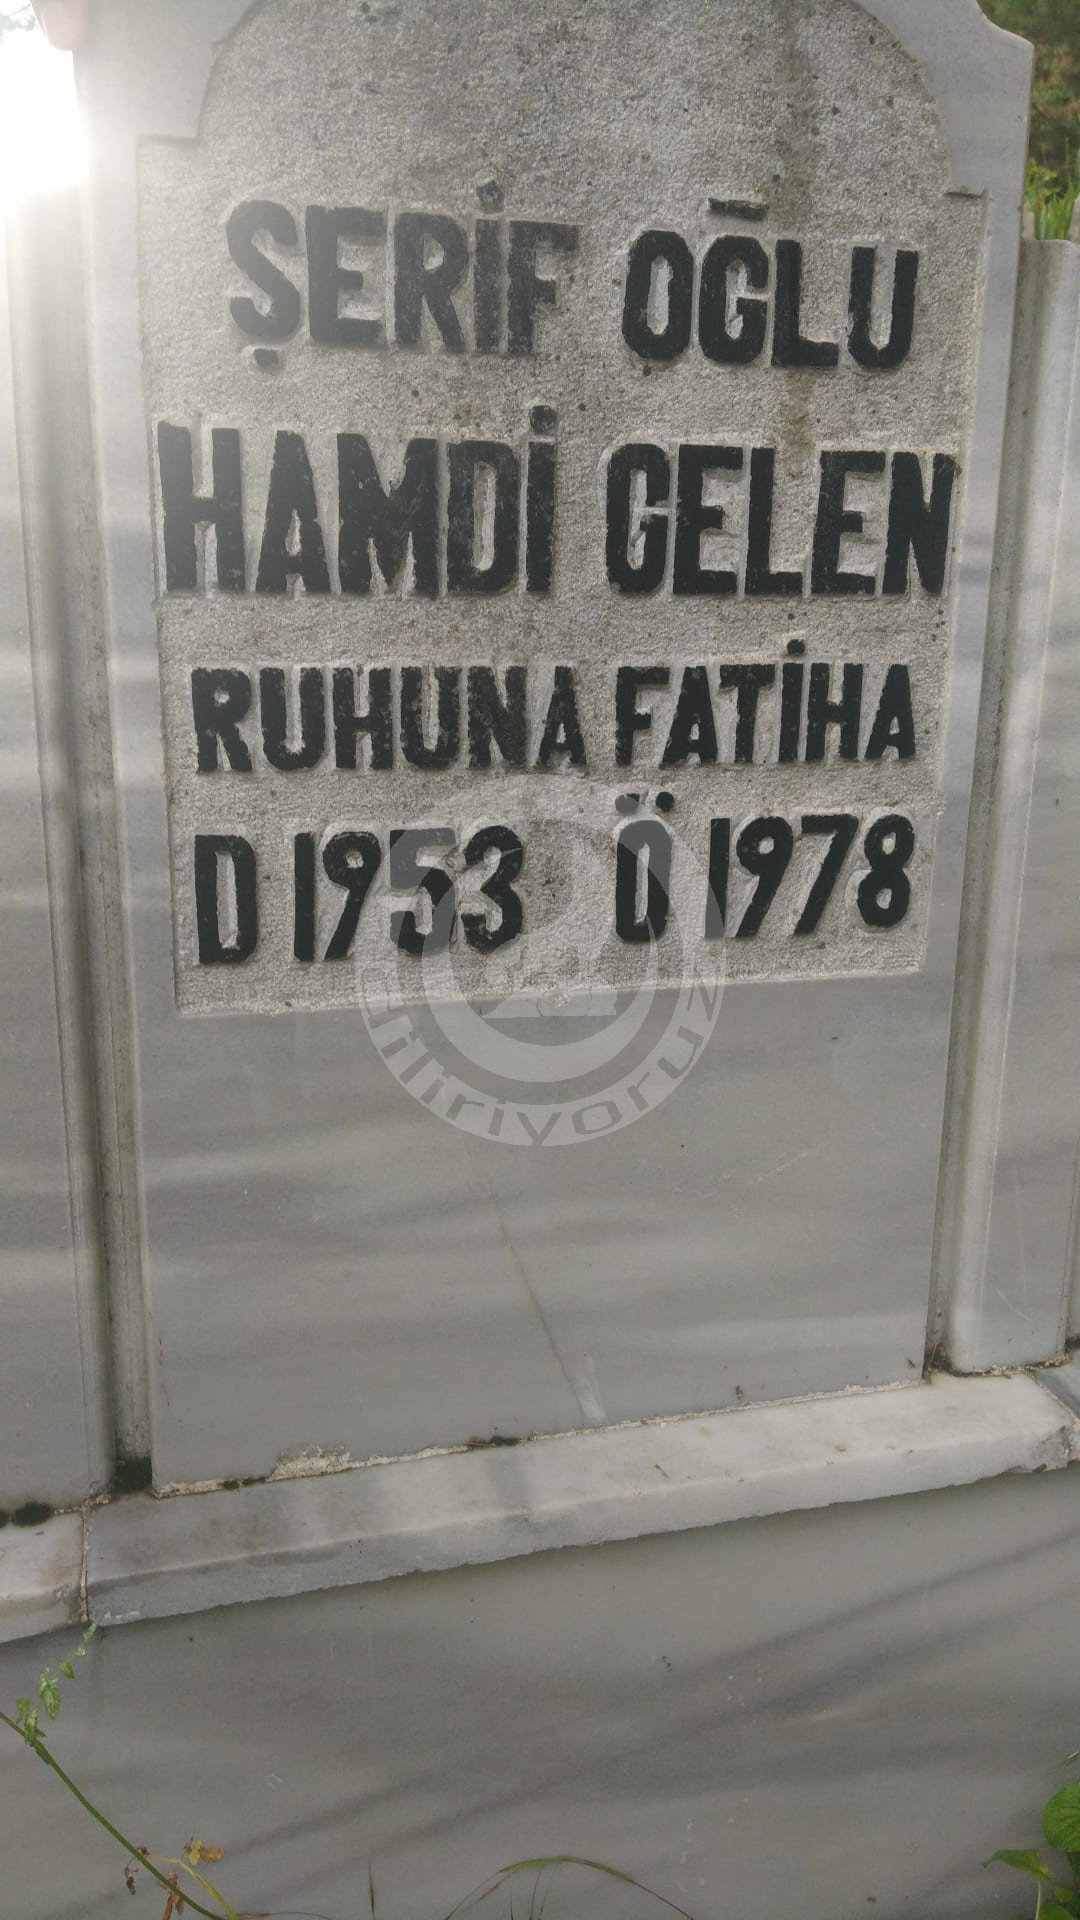 ŞERİF OĞLU
HAMDİ GELEN
RUHUNA FATİHA
D 1953 Ö 1978